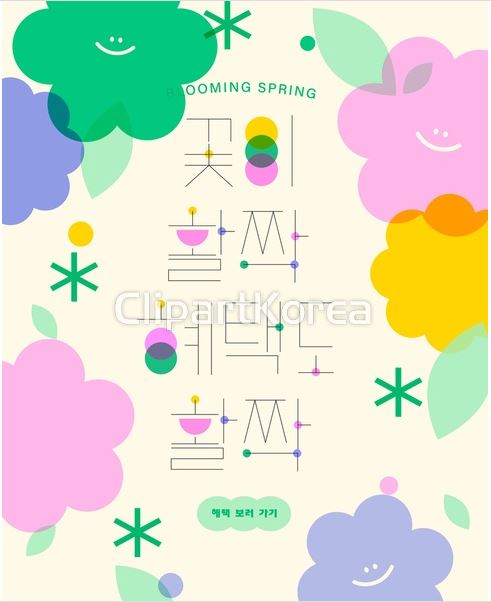 BLOOMING SPRING
꽃이
활짝
ClipartKorea
혜택도
활짝
혜택 보러 가기